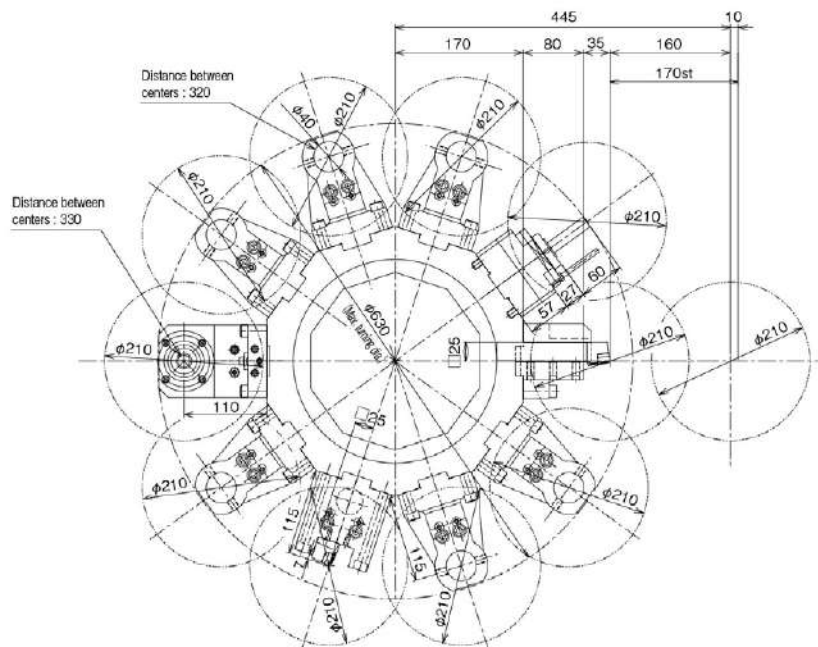 445
10
170
80
35
160
170st
Distance between
centers : 320
φ40
φ210
φ210
φ210
φ210
Distance between
centers : 330
φ630
(Max. turning dia.)
57
27
60
□25
φ210
φ210
φ210
110
□25
φ210
φ210
115
7
115
φ210
φ210